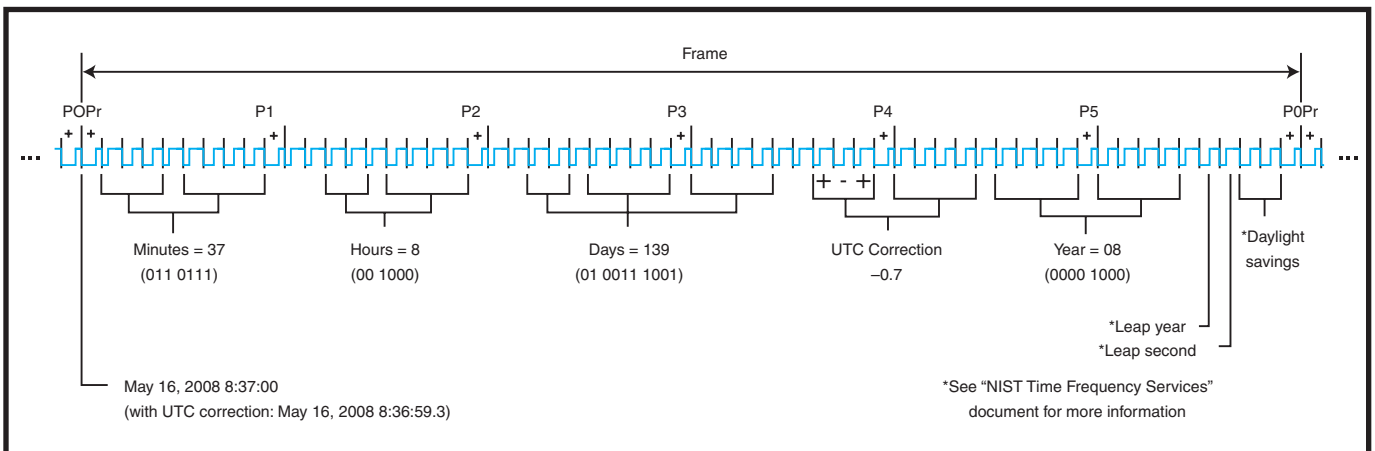 Frame
POPr P1 P2 P3 P4 P5 P0Pr
+ + + + + + + + +
... ...
+ - +
Minutes = 37
(011 0111)
Hours = 8
(00 1000)
Days = 139
(01 0011 1001)
UTC Correction
–0.7
Year = 08
(0000 1000)
*Daylight
savings
*Leap year
*Leap second
May 16, 2008 8:37:00
(with UTC correction: May 16, 2008 8:36:59.3)
*See “NIST Time Frequency Services”
document for more information